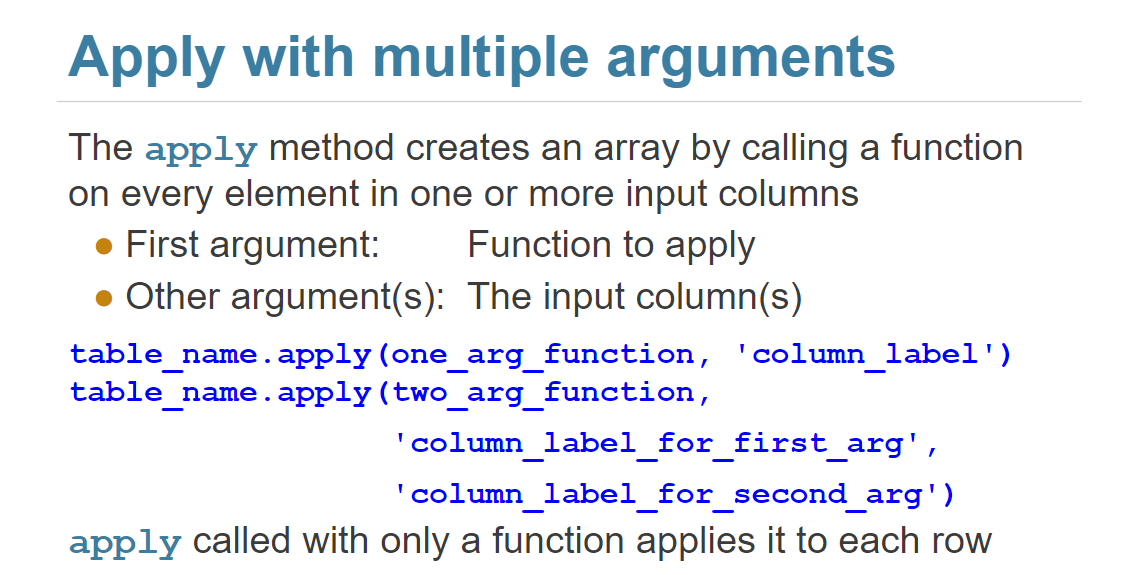 Apply with multiple arguments
The apply method creates an array by calling a function
on every element in one or more input columns
● First argument: Function to apply
● Other argument(s): The input column(s)
table_name.apply(one_arg_function, 'column_label')
table_name.apply(two_arg_function,
'column_label_for_first_arg',
'column_label_for_second_arg')
apply called with only a function applies it to each row